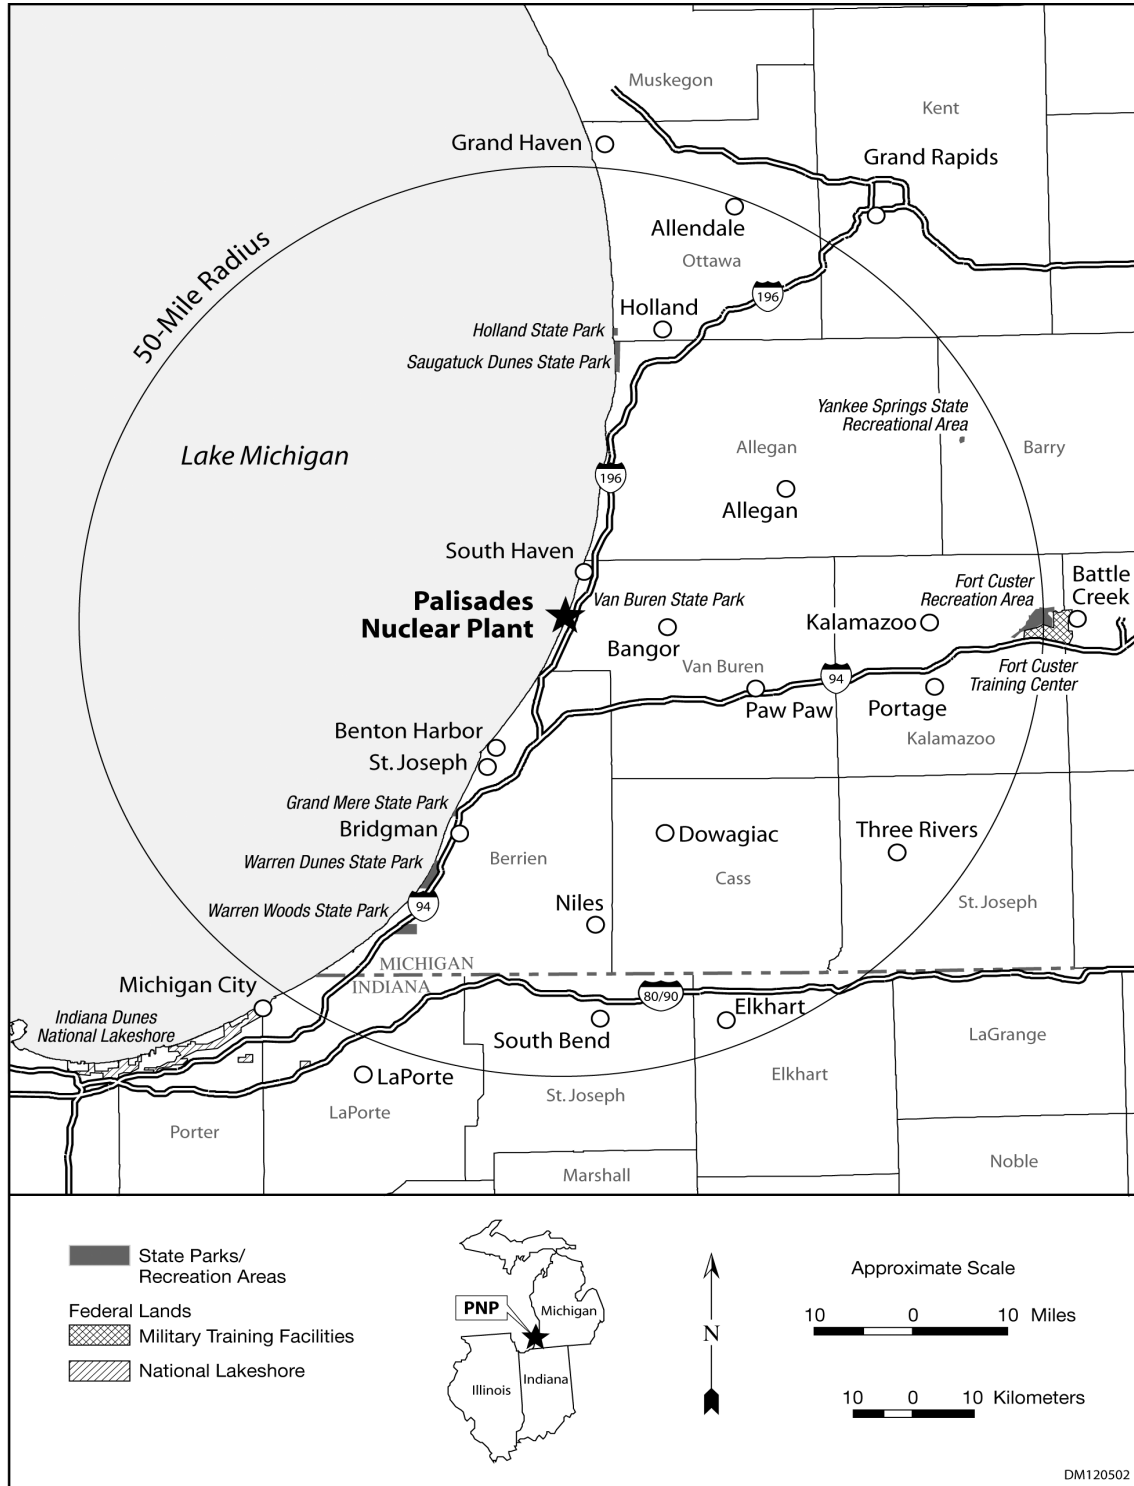 Muskegon
Kent
Grand Haven
Grand Rapids
50-Mile Radius
Allendale
Ottawa
196
Holland
Holland State Park
Saugatuck Dunes State Park
Yankee Springs State
Recreational Area
Lake Michigan
Allegan
Barry
196
Allegan
South Haven
Palisades
Nuclear Plant
Van Buren State Park
Fort Custer
Recreation Area
Battle
Creek
Kalamazoo
Bangor
Van Buren
94
Fort Custer
Training Center
Paw Paw
Portage
Kalamazoo
Benton Harbor
St. Joseph
Grand Mere State Park
Bridgman
Dowagiac
Three Rivers
Warren Dunes State Park
Berrien
Cass
Warren Woods State Park
94
Niles
St. Joseph
MICHIGAN
INDIANA
Michigan City
80/90
Elkhart
Indiana Dunes
National Lakeshore
South Bend
LaGrange
LaPorte
Elkhart
St. Joseph
LaPorte
Porter
Marshall
Noble
State Parks/
Recreation Areas
Federal Lands
Military Training Facilities
National Lakeshore
PNP
Michigan
Illinois
Indiana
N
Approximate Scale
10 0 10 Miles
10 0 10 Kilometers
DM120502